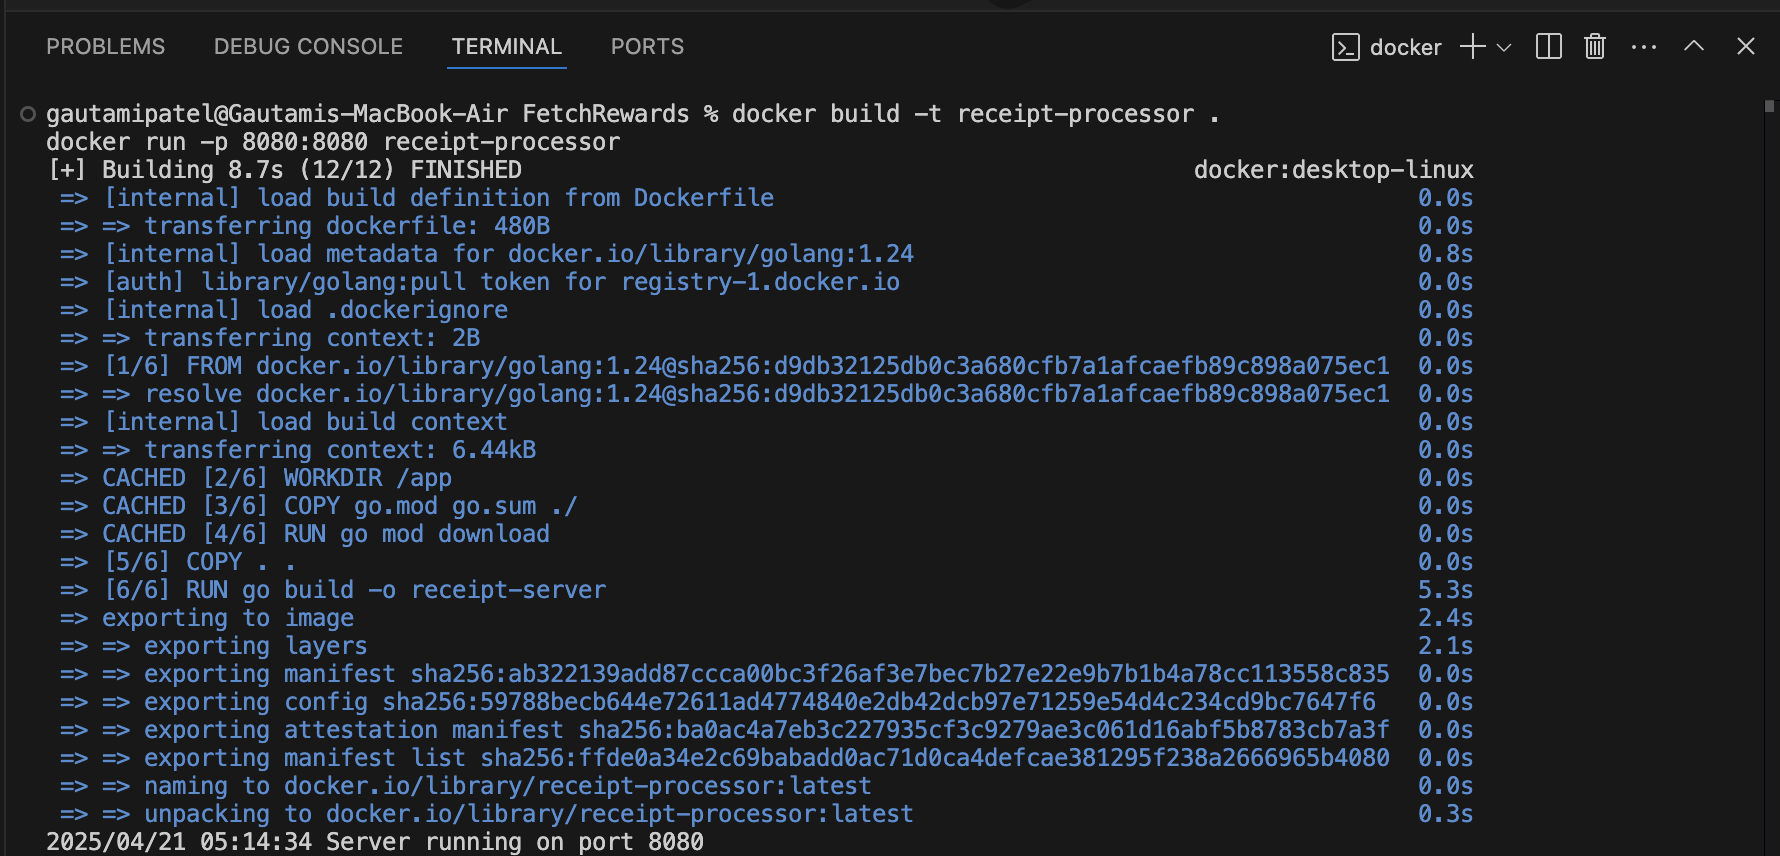 PROBLEMS DEBUG CONSOLE TERMINAL PORTS docker
gautamipatel@Gautamis-MacBook-Air FetchRewards % docker build -t receipt-processor .
docker run -p 8080:8080 receipt-processor
[+] Building 8.7s (12/12) FINISHED docker:desktop-linux
=> [internal] load build definition from Dockerfile 0.0s
=> => transferring dockerfile: 480B 0.0s
=> [internal] load metadata for docker.io/library/golang:1.24 0.8s
=> [auth] library/golang:pull token for registry-1.docker.io 0.0s
=> [internal] load .dockerignore 0.0s
=> => transferring context: 2B 0.0s
=> [1/6] FROM docker.io/library/golang:1.24@sha256:d9db32125db0c3a680cfb7a1afcaefb89c898a075ec1 0.0s
=> => resolve docker.io/library/golang:1.24@sha256:d9db32125db0c3a680cfb7a1afcaefb89c898a075ec1 0.0s
=> [internal] load build context 0.0s
=> => transferring context: 6.44kB 0.0s
=> CACHED [2/6] WORKDIR /app 0.0s
=> CACHED [3/6] COPY go.mod go.sum ./ 0.0s
=> CACHED [4/6] RUN go mod download 0.0s
=> [5/6] COPY . . 0.0s
=> [6/6] RUN go build -o receipt-server 5.3s
=> exporting to image 2.4s
=> => exporting layers 2.1s
=> => exporting manifest sha256:ab322139add87ccca00bc3f26af3e7bec7b27e22e9b7b1b4a78cc113558c835 0.0s
=> => exporting config sha256:59788becb644e72611ad4774840e2db42dcb97e71259e54d4c234cd9bc7647f6 0.0s
=> => exporting attestation manifest sha256:ba0ac4a7eb3c227935cf3c9279ae3c061d16abf5b8783cb7a3f 0.0s
=> => exporting manifest list sha256:ffde0a34e2c69babadd0ac71d0ca4defcae381295f238a2666965b4080 0.0s
=> => naming to docker.io/library/receipt-processor:latest 0.0s
=> => unpacking to docker.io/library/receipt-processor:latest 0.3s
2025/04/21 05:14:34 Server running on port 8080